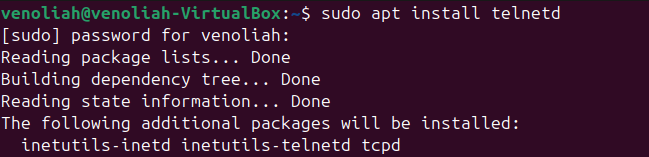 venoliah@venoliah-VirtualBox:~$ sudo apt install telnetd
[sudo] password for venoliah:
Reading package lists... Done
Building dependency tree... Done
Reading state information... Done
The following additional packages will be installed:
  inetutils-inetd inetutils-telnetd tcpd